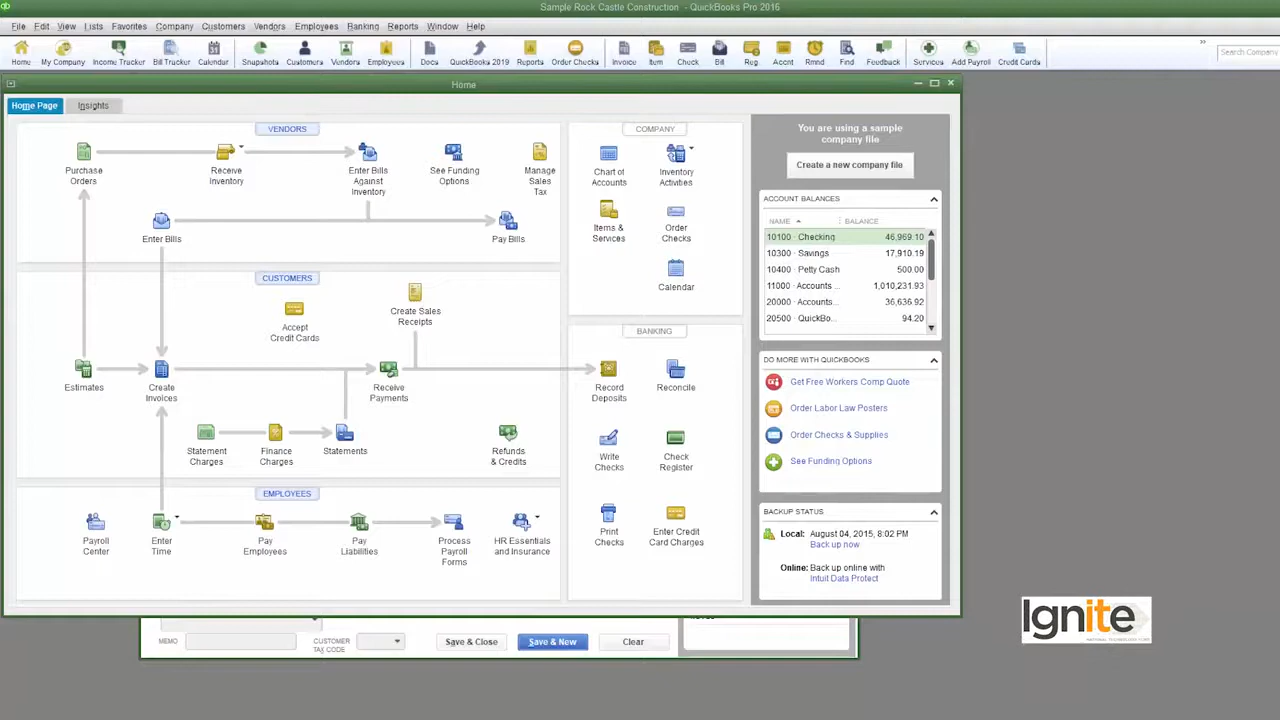 Sample Rock Castle Construction - QuickBooks Pro 2016
File Edit View Lists Favorites Company Customers Vendors Employees Banking Reports Window Help
Home My Company Income Tracker Bill Tracker Calendar Snapshots Customers Vendors Employees Docs QuickBooks 2019 Reports Order Checks Invoice Item Check Bill Reg Accnt Rmnd Find Feedback Services Add Payroll Credit Cards
Search Company
Home
Home Page Insights
VENDORS
Purchase
Orders
Receive
Inventory
Enter Bills
Against
Inventory
See Funding
Options
Manage
Sales
Tax
Enter Bills
Pay Bills
CUSTOMERS
Accept
Credit Cards
Create Sales
Receipts
Estimates
Create
Invoices
Receive
Payments
Statement
Charges
Finance
Charges
Statements
Refunds
& Credits
EMPLOYEES
Payroll
Center
Enter
Time
Pay
Employees
Pay
Liabilities
Process
Payroll
Forms
HR Essentials
and Insurance
COMPANY
Chart of
Accounts
Inventory
Activities
Items &
Services
Order
Checks
Calendar
BANKING
Record
Deposits
Reconcile
Write
Checks
Check
Register
Print
Checks
Enter Credit
Card Charges
You are using a sample
company file
Create a new company file
ACCOUNT BALANCES
NAME BALANCE
10100 · Checking 46,969.10
10300 · Savings 17,910.19
10400 · Petty Cash 500.00
11000 · Accounts ... 1,010,231.93
20000 · Accounts... 36,636.92
20500 · QuickBo... 94.20
DO MORE WITH QUICKBOOKS
Get Free Workers Comp Quote
Order Labor Law Posters
Order Checks & Supplies
See Funding Options
BACKUP STATUS
Local: August 04, 2015, 8:02 PM
Back up now
Online: Back up online with
Intuit Data Protect
MEMO
CUSTOMER
TAX CODE
Save & Close Save & New Clear
Ignite